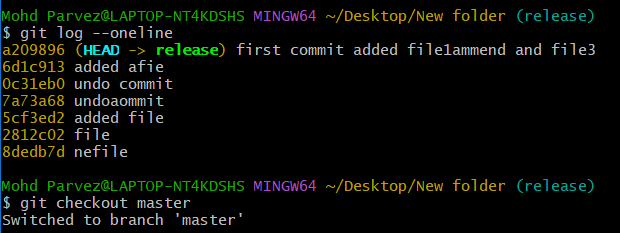 Mohd Parvez@LAPTOP-NT4KDSHS MINGW64 ~/Desktop/New folder (release)
$ git log --oneline
a209896 (HEAD -> release) first commit added file1ammend and file3
6d1c913 added afie
0c31eb0 undo commit
7a73a68 undoaommit
5cf3ed2 added file
2812c02 file
8dedb7d nefile
Mohd Parvez@LAPTOP-NT4KDSHS MINGW64 ~/Desktop/New folder (release)
$ git checkout master
Switched to branch 'master'